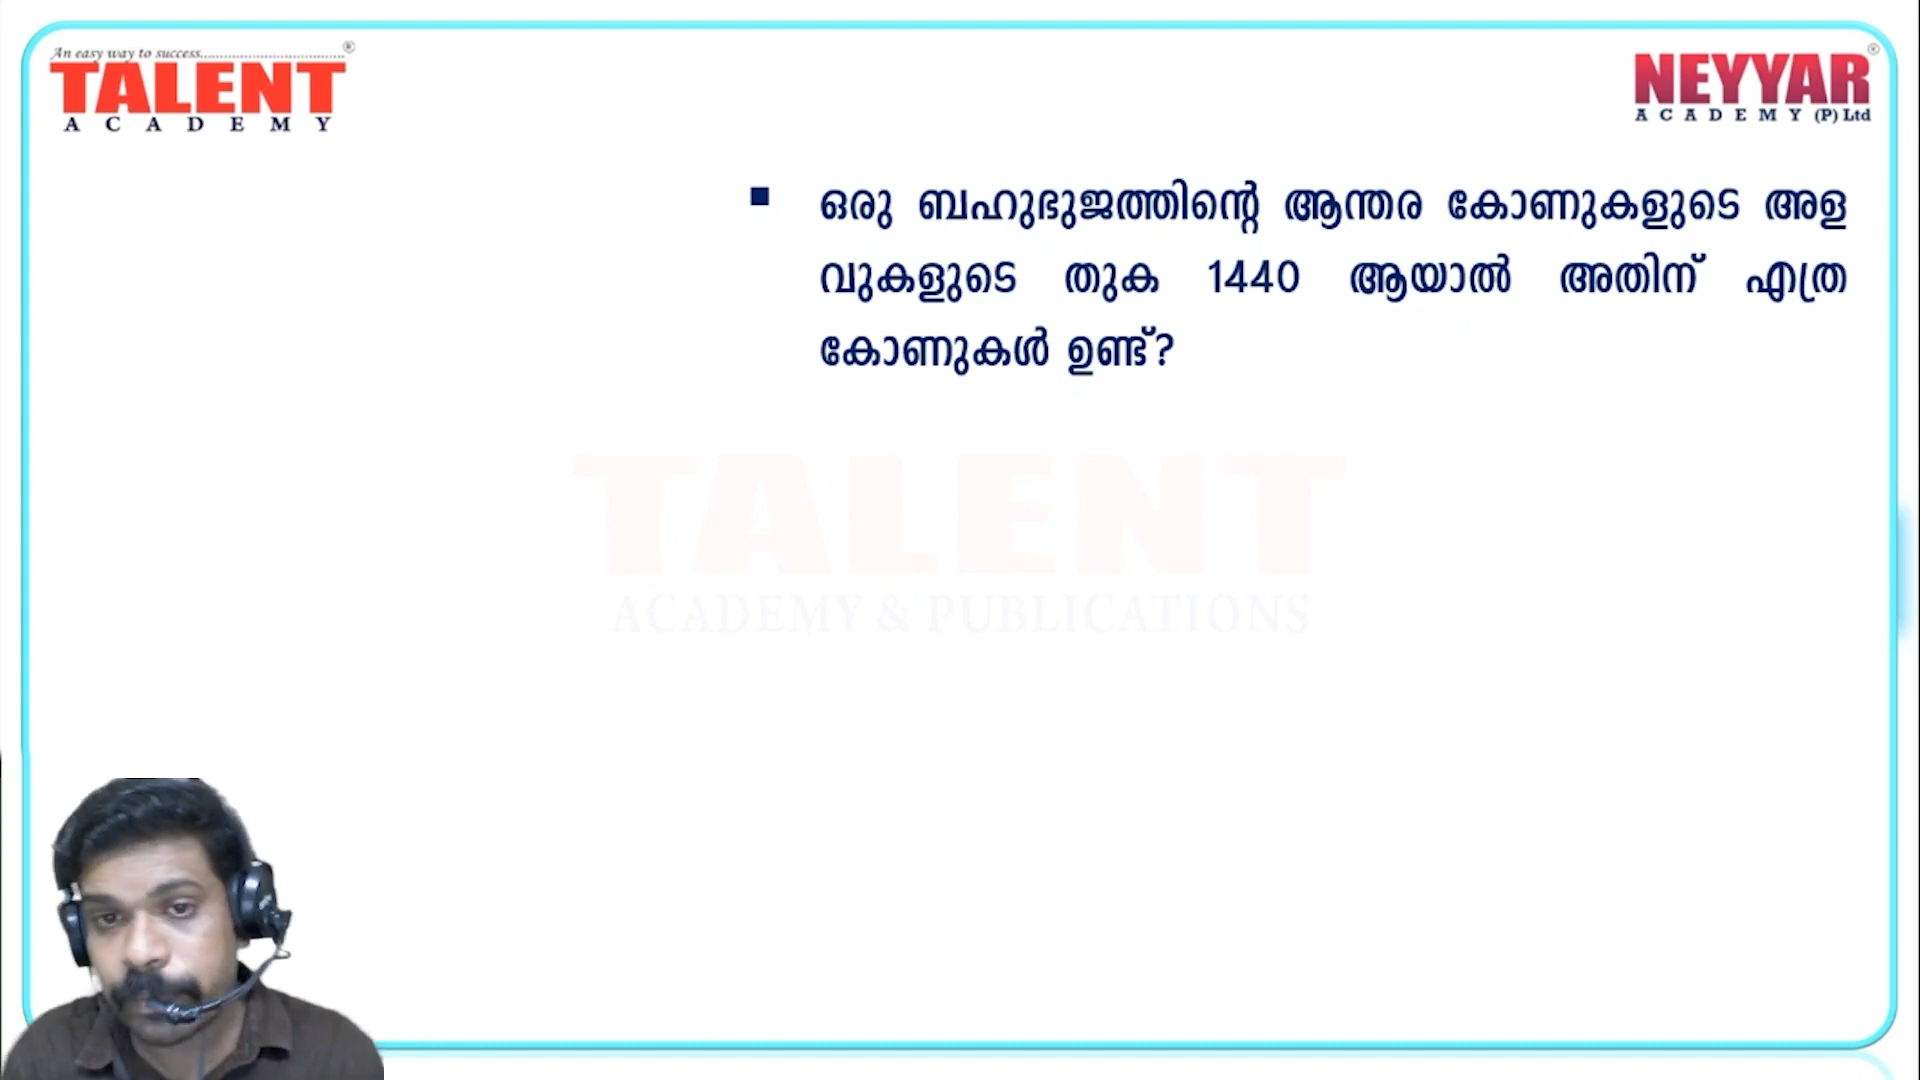 An easy way to success.................................... ®
TALENT
ACADEMY
NEYYAR ®
ACADEMY (P) Ltd
▪ ഒരു ബഹുഭുജത്തിന്റെ ആന്തര കോണുകളുടെ അള
വുകളുടെ തുക 1440 ആയാൽ അതിന് എത്ര
കോണുകൾ ഉണ്ട്?
TALENT
ACADEMY & PUBLICATIONS